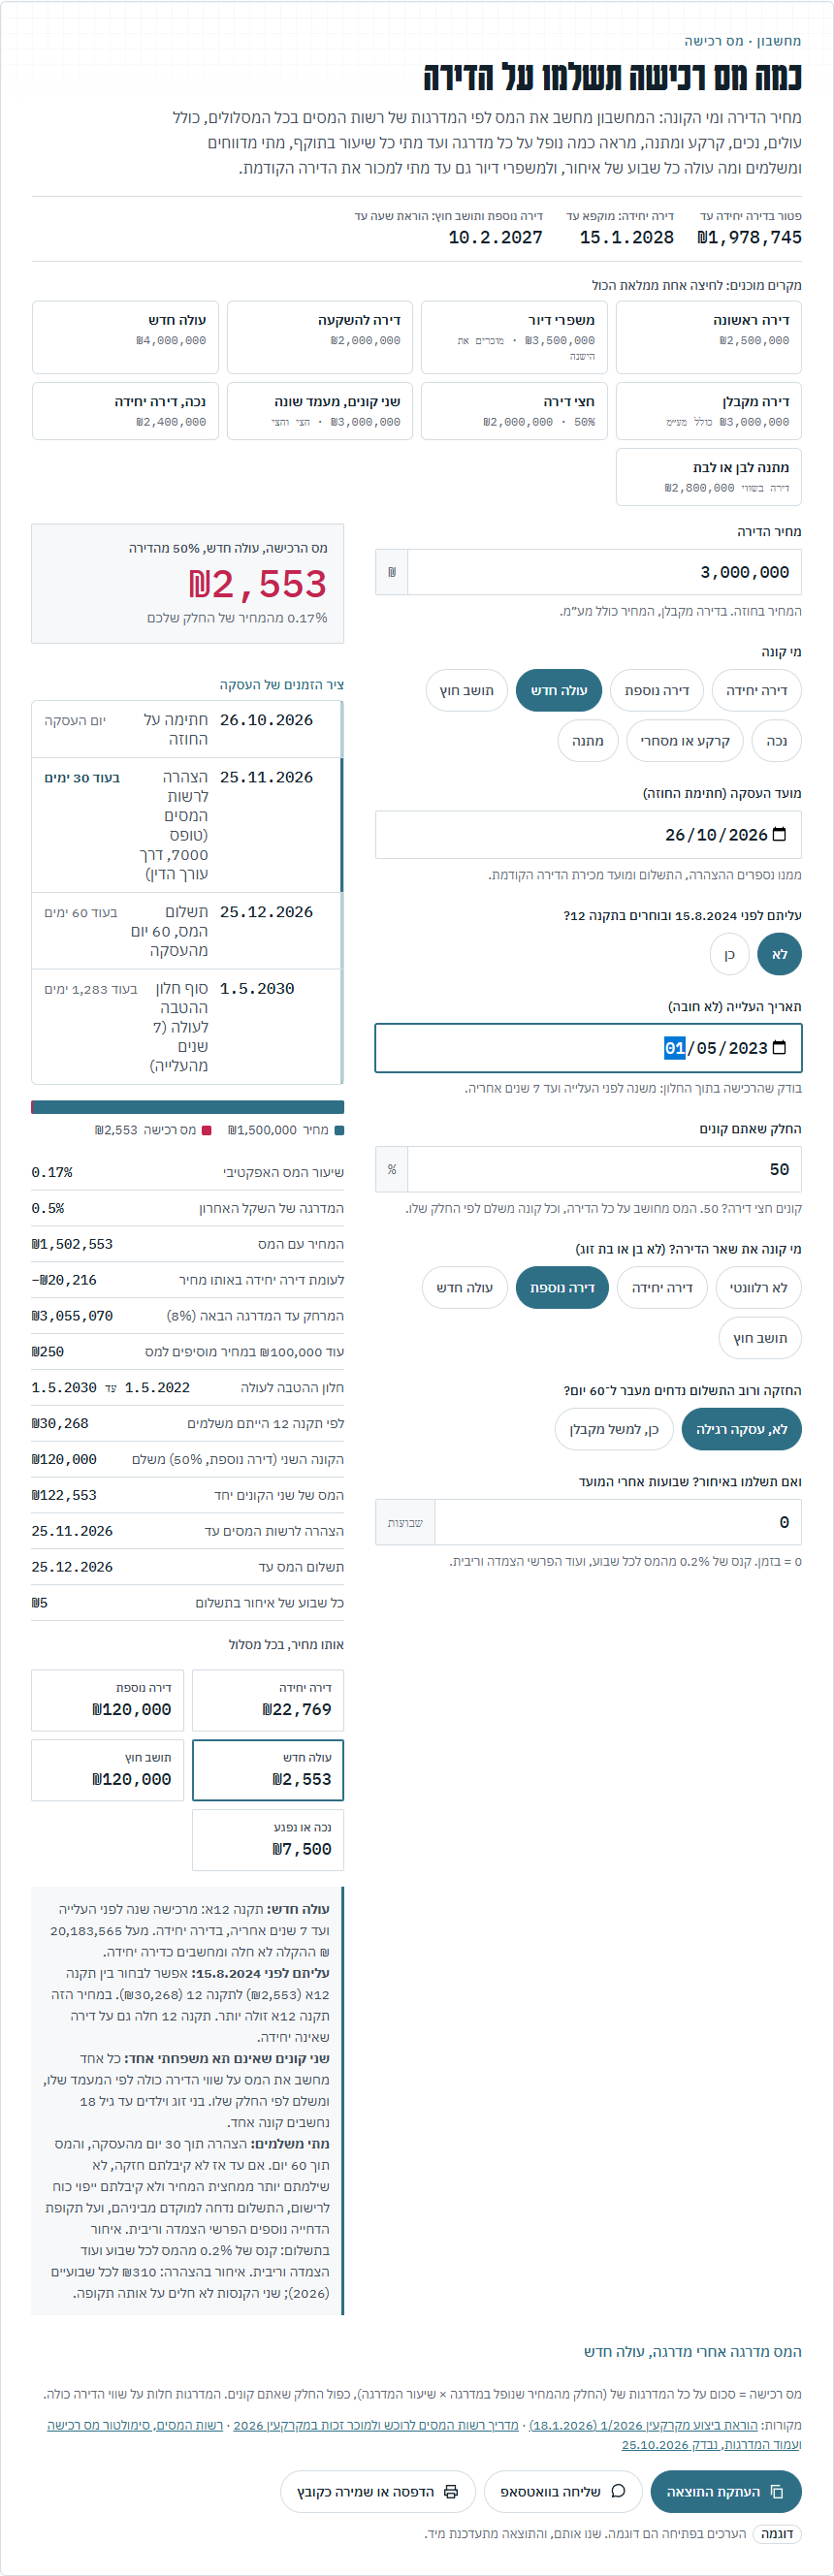 מחשבון · מס רכישה
כמה מס רכישה תשלמו על הדירה
מחיר הדירה ומי הקונה: המחשבון מחשב את המס לפי המדרגות של רשות המסים בכל המסלולים, כולל
עולים, נכים, קרקע ומתנה, מראה כמה נופל על כל מדרגה ועד מתי כל שיעור בתוקף, מתי מדווחים
ומשלמים ומה עולה כל שבוע של איחור, ולמשפרי דיור גם עד מתי למכור את הדירה הקודמת.
פטור בדירה יחידה עד
₪1,978,745
דירה יחידה: מוקפא עד
15.1.2028
דירה נוספת ותושב חוץ: הוראת שעה עד
10.2.2027
מקרים מוכנים: לחיצה אחת ממלאת הכול
דירה ראשונה
₪2,500,000
משפרי דיור
₪3,500,000 · מוכרים את
הישנה
דירה להשקעה
₪2,000,000
עולה חדש
₪4,000,000
דירה מקבלן
₪3,000,000 כולל מע״מ
חצי דירה
₪2,000,000 · 50%
שני קונים, מעמד שונה
₪3,000,000 · חצי וחצי
נכה, דירה יחידה
₪2,400,000
מתנה לבן או לבת
דירה בשווי ₪2,800,000
מחיר הדירה
3,000,000
₪
המחיר בחוזה. בדירה מקבלן, המחיר כולל מע״מ.
מי קונה
דירה יחידה
דירה נוספת
עולה חדש
תושב חוץ
נכה
קרקע או מסחרי
מתנה
מועד העסקה (חתימת החוזה)
26/10/2026
ממנו נספרים ההצהרה, התשלום ומועד מכירת הדירה הקודמת.
עליתם לפני 15.8.2024 ובוחרים בתקנה 12?
לא
כן
תאריך העלייה (לא חובה)
01/05/2023
בודק שהרכישה בתוך החלון: משנה לפני העלייה ועד 7 שנים אחריה.
החלק שאתם קונים
50
%
קונים חצי דירה? 50. המס מחושב על כל הדירה, וכל קונה משלם לפי החלק שלו.
מי קונה את שאר הדירה? (לא בן או בת זוג)
לא רלוונטי
דירה יחידה
דירה נוספת
עולה חדש
תושב חוץ
החזקה ורוב התשלום נדחים מעבר ל־60 יום?
לא, עסקה רגילה
כן, למשל מקבלן
ואם תשלמו באיחור? שבועות אחרי המועד
0
שבועות
0 = בזמן. קנס של 0.2% מהמס לכל שבוע, ועוד הפרשי הצמדה וריבית.
מס הרכישה, עולה חדש, 50% מהדירה
₪2,553
0.17% מהמחיר של החלק שלכם
ציר הזמנים של העסקה
26.10.2026
חתימה על
החוזה
יום העסקה
25.11.2026
הצהרה
לרשות
המסים
(טופס
7000, דרך
עורך הדין)
בעוד 30 ימים
25.12.2026
תשלום
המס, 60 יום
מהעסקה
בעוד 60 ימים
1.5.2030
סוף חלון
ההטבה
לעולה (7
שנים
מהעלייה)
בעוד 1,283 ימים
מחיר ₪1,500,000
מס רכישה ₪2,553
שיעור המס האפקטיבי 0.17%
המדרגה של השקל האחרון 0.5%
המחיר עם המס ₪1,502,553
לעומת דירה יחידה באותו מחיר −₪20,216
המרחק עד המדרגה הבאה (8%) ₪3,055,070
עוד ₪100,000 במחיר מוסיפים למס ₪250
חלון ההטבה לעולה 1.5.2022 עד 1.5.2030
לפי תקנה 12 הייתם משלמים ₪30,268
הקונה השני (דירה נוספת, 50%) משלם ₪120,000
המס של שני הקונים יחד ₪122,553
הצהרה לרשות המסים עד 25.11.2026
תשלום המס עד 25.12.2026
כל שבוע של איחור בתשלום ₪5
אותו מחיר, בכל מסלול
דירה יחידה
₪22,769
דירה נוספת
₪120,000
עולה חדש
₪2,553
תושב חוץ
₪120,000
נכה או נפגע
₪7,500
עולה חדש: תקנה 12א: מרכישה שנה לפני העלייה
ועד 7 שנים אחריה, בדירה יחידה. מעל 20,183,565
₪ ההקלה לא חלה ומחשבים כדירה יחידה.
עליתם לפני 15.8.2024: אפשר לבחור בין תקנה
12א (₪2,553) לתקנה 12 (₪30,268). במחיר הזה
תקנה 12א זולה יותר. תקנה 12 חלה גם על דירה
שאינה יחידה.
שני קונים שאינם תא משפחתי אחד: כל אחד
מחשב את המס על שווי הדירה כולה לפי המעמד שלו,
ומשלם לפי החלק שלו. בני זוג וילדים עד גיל 18
נחשבים קונה אחד.
מתי משלמים: הצהרה תוך 30 יום מהעסקה, והמס
תוך 60 יום. אם עד אז לא קיבלתם חזקה, לא
שילמתם יותר ממחצית המחיר ולא קיבלתם ייפוי כוח
לרישום, התשלום נדחה למוקדם מביניהם, ועל תקופת
הדחייה נוספים הפרשי הצמדה וריבית. איחור
בתשלום: קנס של 0.2% מהמס לכל שבוע ועוד
הצמדה וריבית. איחור בהצהרה: ₪310 לכל שבועיים
(2026); שני הקנסות לא חלים על אותה תקופה.
המס מדרגה אחרי מדרגה, עולה חדש
מס רכישה = סכום על כל המדרגות של (החלק מהמחיר שנופל במדרגה × שיעור המדרגה), כפול החלק שאתם קונים. המדרגות חלות על שווי הדירה כולה.
מקורות: הוראת ביצוע מקרקעין 1/2026 (18.1.2026) · מדריך רשות המסים לרוכש ולמוכר זכות במקרקעין 2026 · רשות המסים, סימולטור מס רכישה
ועמוד המדרגות, נבדק 25.10.2026
העתקת התוצאה
שליחה בוואטסאפ
הדפסה או שמירה כקובץ
דוגמה הערכים בפתיחה הם דוגמה. שנו אותם, והתוצאה מתעדכנת מיד.